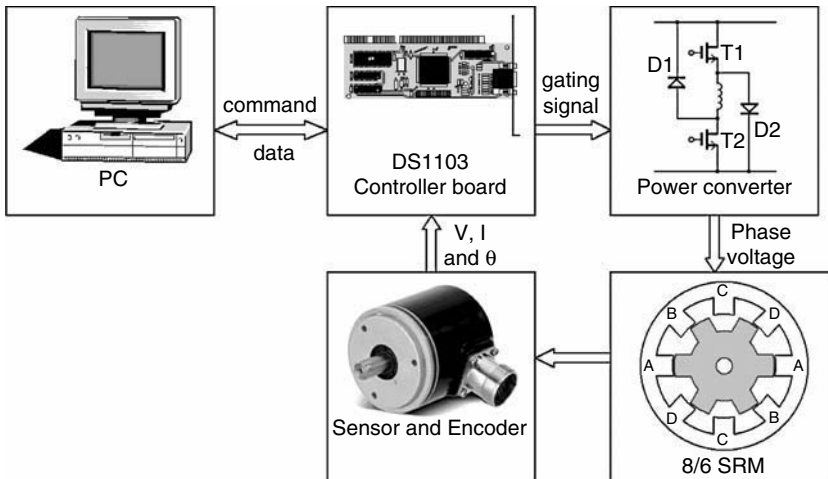 PC
command
data
DS1103
Controller board
gating
signal
D1
T1
T2
D2
Power converter
Phase
voltage
V, I
and θ
Sensor and Encoder
C
B
D
A
A
D
B
C
8/6 SRM